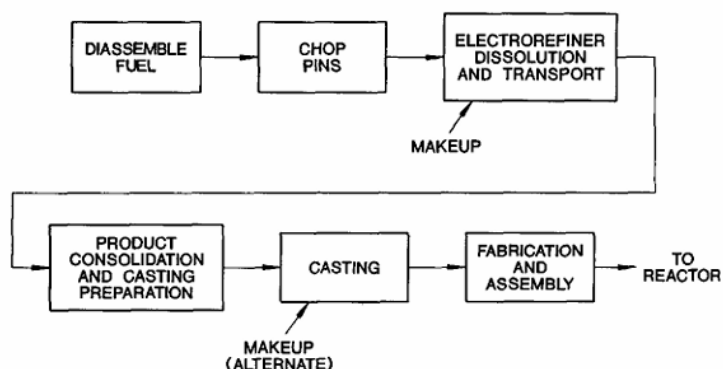 DIASSEMBLE
FUEL
CHOP
PINS
ELECTROREFINER
DISSOLUTION
AND TRANSPORT
MAKEUP
PRODUCT
CONSOLIDATION
AND CASTING
PREPARATION
CASTING
FABRICATION
AND
ASSEMBLY
TO
REACTOR
MAKEUP
(ALTERNATE)